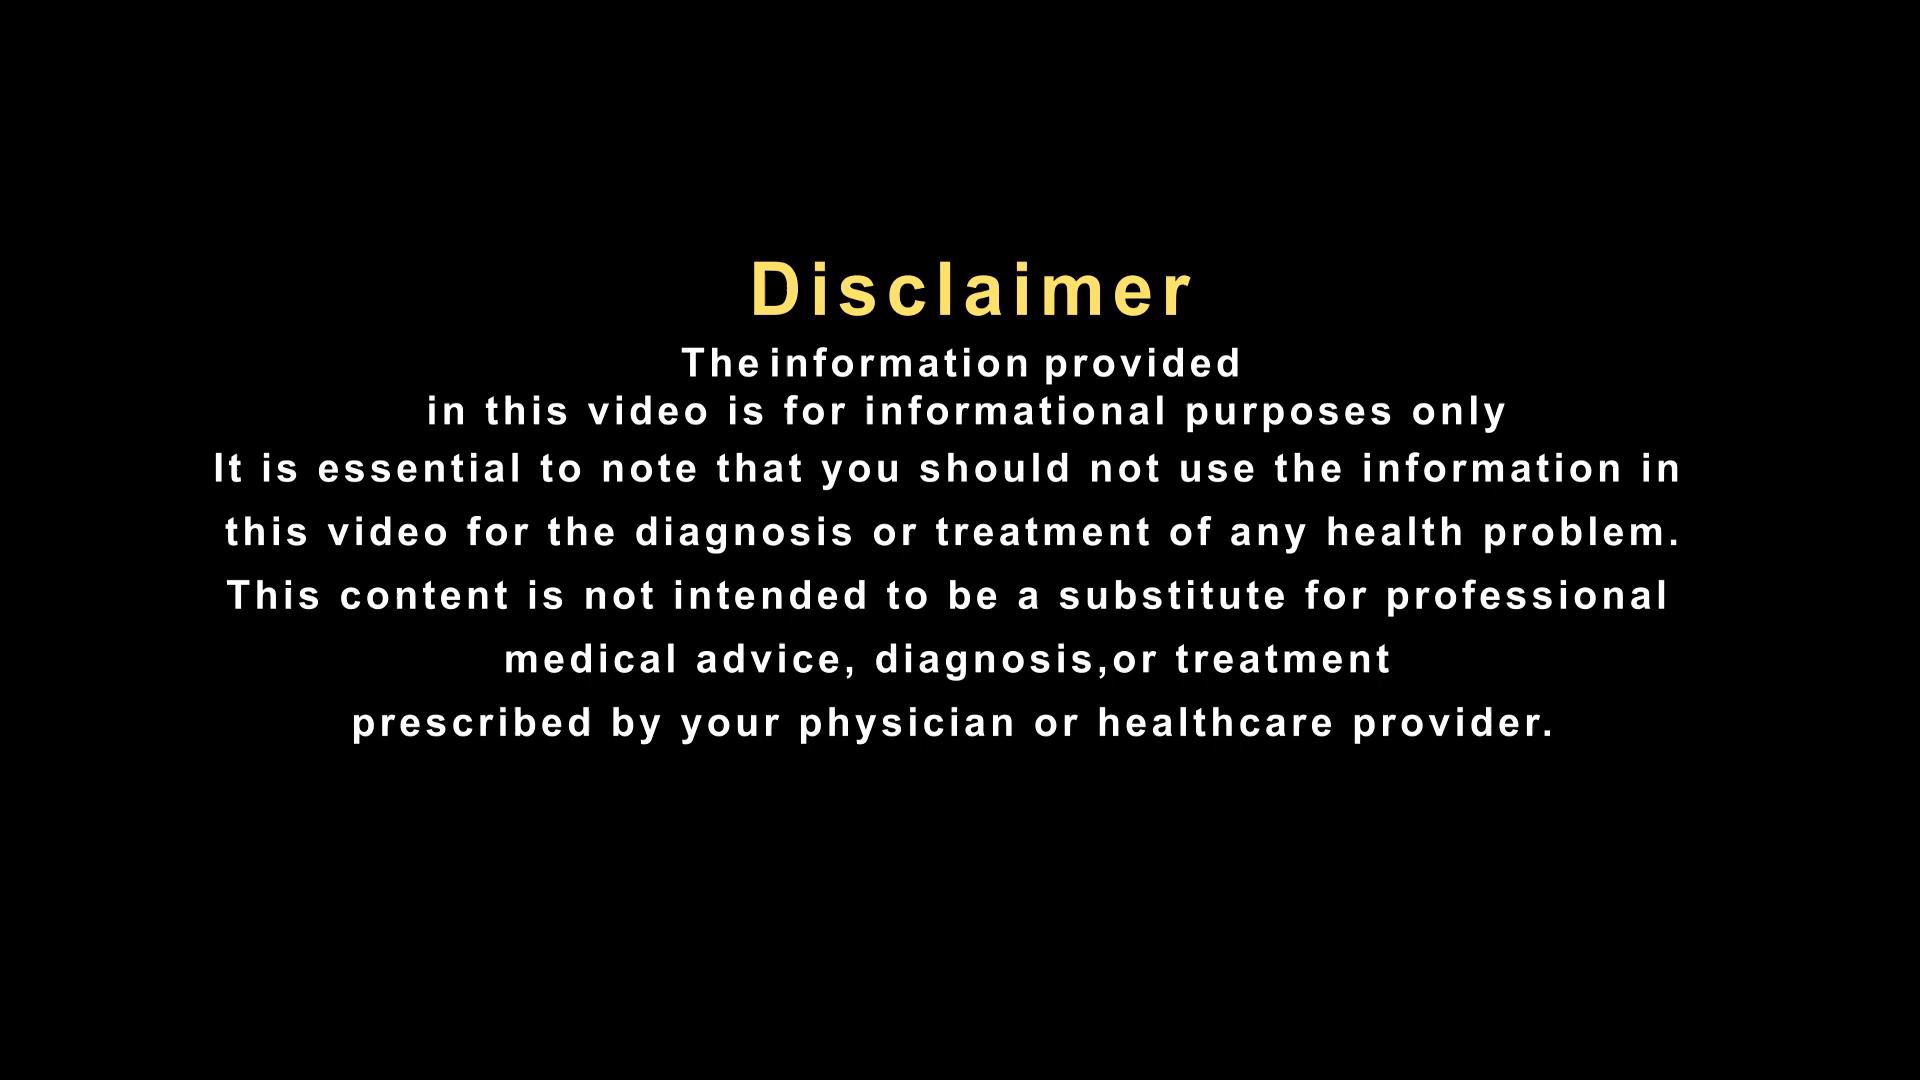 Disclaimer
The information provided
in this video is for informational purposes only
It is essential to note that you should not use the information in
this video for the diagnosis or treatment of any health problem.
This content is not intended to be a substitute for professional
medical advice, diagnosis,or treatment
prescribed by your physician or healthcare provider.